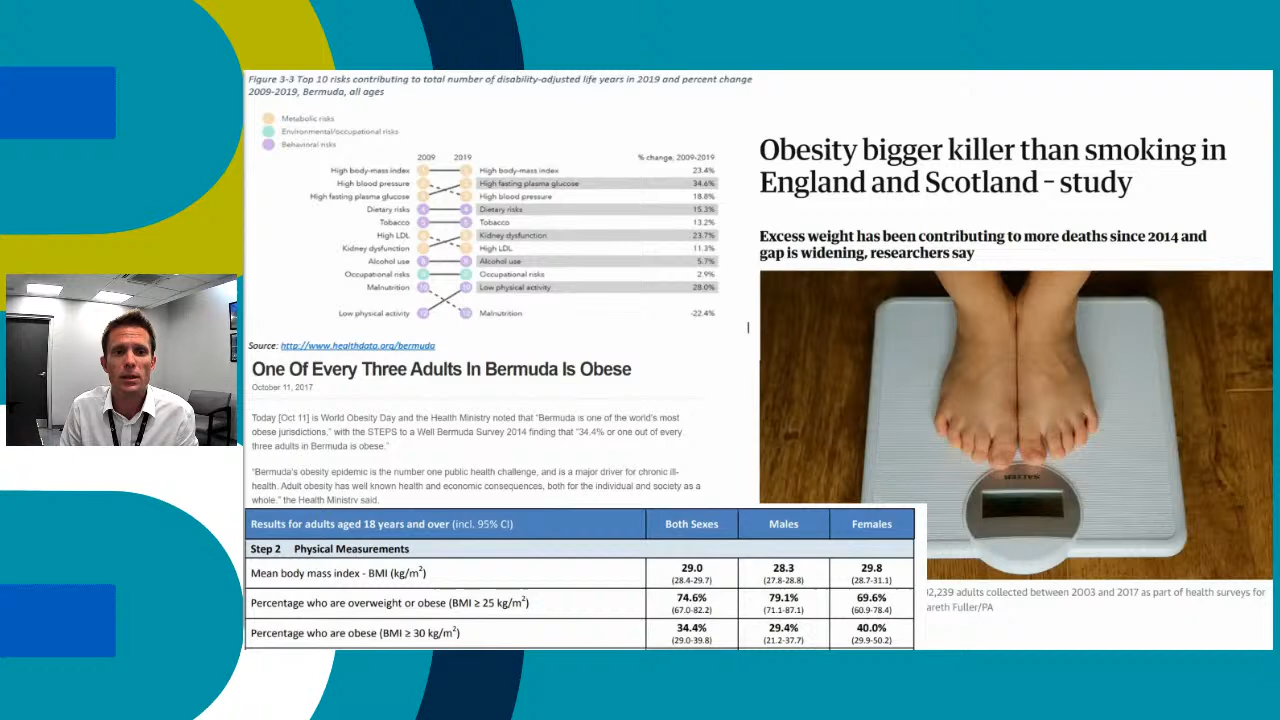 Figure 3-3 Top 10 risks contributing to total number of disability-adjusted life years in 2019 and percent change
2009-2019, Bermuda, all ages
Metabolic risks
Environmental/occupational risks
Behavioral risks
2009 2019 % change, 2009-2019
High body-mass index 1 1 High body-mass index 23.4%
High blood pressure High fasting plasma glucose 34.6%
High fasting plasma glucose High blood pressure 18.8%
Dietary risks 4 4 Dietary risks 15.3%
Tobacco 5 5 Tobacco 13.2%
High LDL Kidney dysfunction 23.7%
Kidney dysfunction High LDL 11.3%
Alcohol use Alcohol use 5.7%
Occupational risks Occupational risks 2.9%
Malnutrition 10 10 Low physical activity 28.0%
Low physical activity Malnutrition -22.4%
Source: http://www.healthdata.org/bermuda
One Of Every Three Adults In Bermuda Is Obese
October 11, 2017
Today [Oct 11] is World Obesity Day and the Health Ministry noted that "Bermuda is one of the world's most
obese jurisdictions," with the STEPS to a Well Bermuda Survey 2014 finding that "34.4% or one out of every
three adults in Bermuda is obese."
"Bermuda's obesity epidemic is the number one public health challenge, and is a major driver for chronic ill-
health. Adult obesity has well known health and economic consequences, both for the individual and society as a
whole." the Health Ministry said.
Results for adults aged 18 years and over (incl. 95% CI) Both Sexes Males Females
Step 2 Physical Measurements
Mean body mass index - BMI (kg/m²) 29.0 28.3 29.8
(28.4-29.7) (27.8-28.8) (28.7-31.1)
Percentage who are overweight or obese (BMI ≥ 25 kg/m²) 74.6% 79.1% 69.6%
(67.0-82.2) (71.1-87.1) (60.9-78.4)
Percentage who are obese (BMI ≥ 30 kg/m²) 34.4% 29.4% 40.0%
(29.0-39.8) (21.2-37.7) (29.9-50.2)
Obesity bigger killer than smoking in
England and Scotland – study
Excess weight has been contributing to more deaths since 2014 and
gap is widening, researchers say
2,239 adults collected between 2003 and 2017 as part of health surveys for
areth Fuller/PA